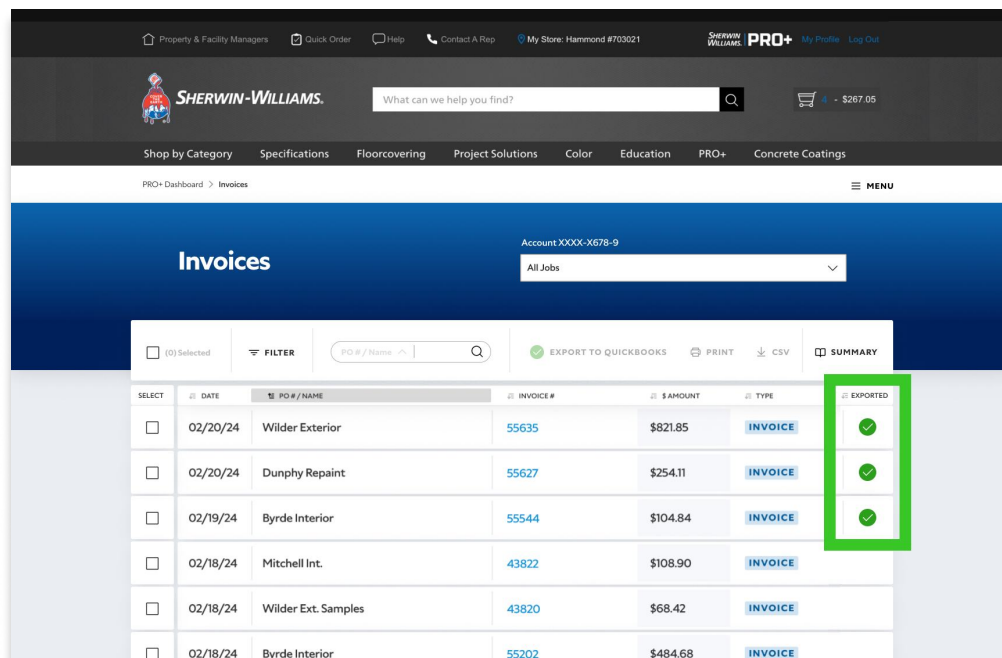 Property & Facility Managers Quick Order Help Contact A Rep My Store: Hammond #703021 SHERWIN WILLIAMS. PRO+ My Profile Log Out
SHERWIN-WILLIAMS. What can we help you find? 4 - $267.05
Shop by Category Specifications Floorcovering Project Solutions Color Education PRO+ Concrete Coatings
PRO+ Dashboard > Invoices MENU
Account XXXX-X678-9
Invoices
All Jobs
(0) Selected FILTER PO # / Name EXPORT TO QUICKBOOKS PRINT CSV SUMMARY
SELECT DATE PO # / NAME INVOICE # $ AMOUNT TYPE EXPORTED
02/20/24 Wilder Exterior 55635 $821.85 INVOICE
02/20/24 Dunphy Repaint 55627 $254.11 INVOICE
02/19/24 Byrde Interior 55544 $104.84 INVOICE
02/18/24 Mitchell Int. 43822 $108.90 INVOICE
02/18/24 Wilder Ext. Samples 43820 $68.42 INVOICE
02/18/24 Byrde Interior 55202 $484.68 INVOICE